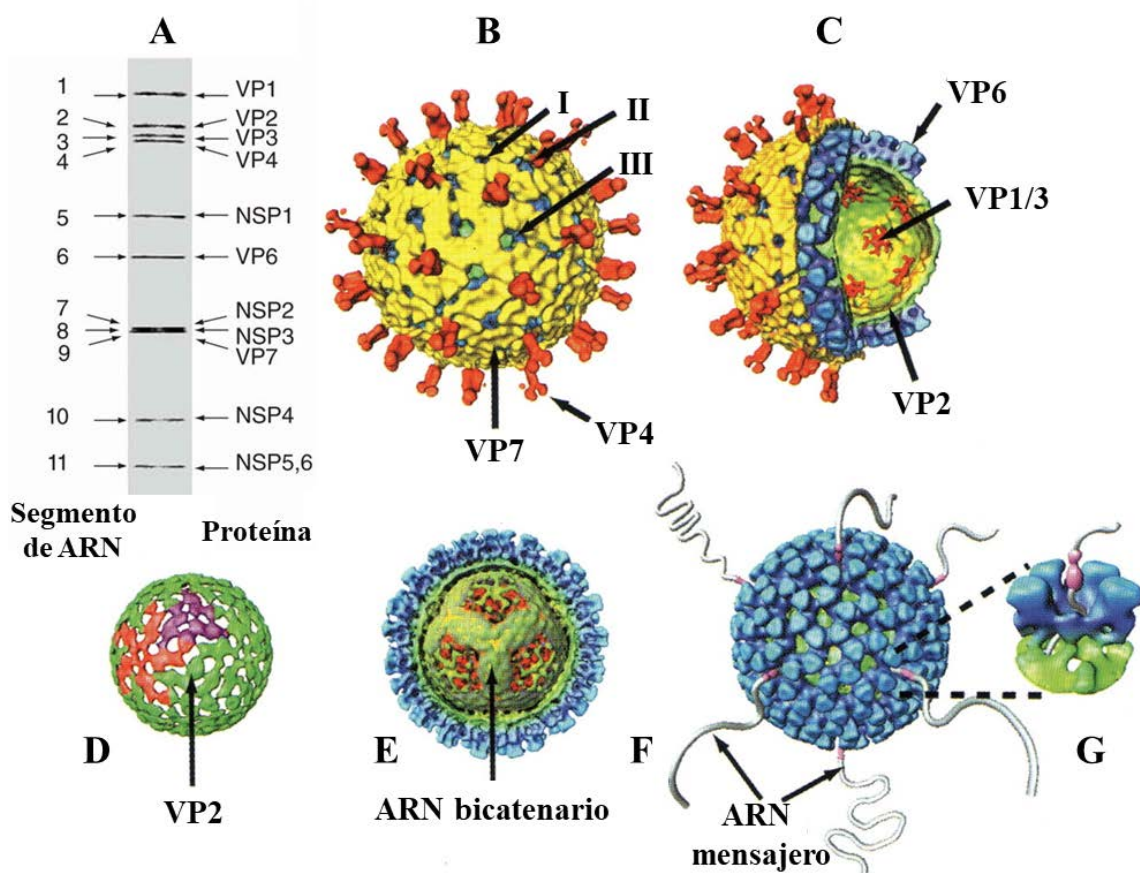 A
B
C
1
2
3
4
5
6
7
8
9
10
11
VP1
VP2
VP3
VP4
NSP1
VP6
NSP2
NSP3
VP7
NSP4
NSP5,6
Segmento
de ARN
Proteína
I
II
III
VP7
VP4
VP6
VP1/3
VP2
D
VP2
E
ARN bicatenario
F
ARN
mensajero
G